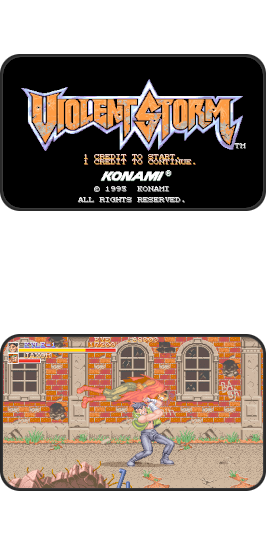 VIOLENT STORM
TM
1 CREDIT TO START
1 CREDIT TO CONTINUE.
KONAMI®
© 1993 KONAMI
ALL RIGHTS RESERVED.